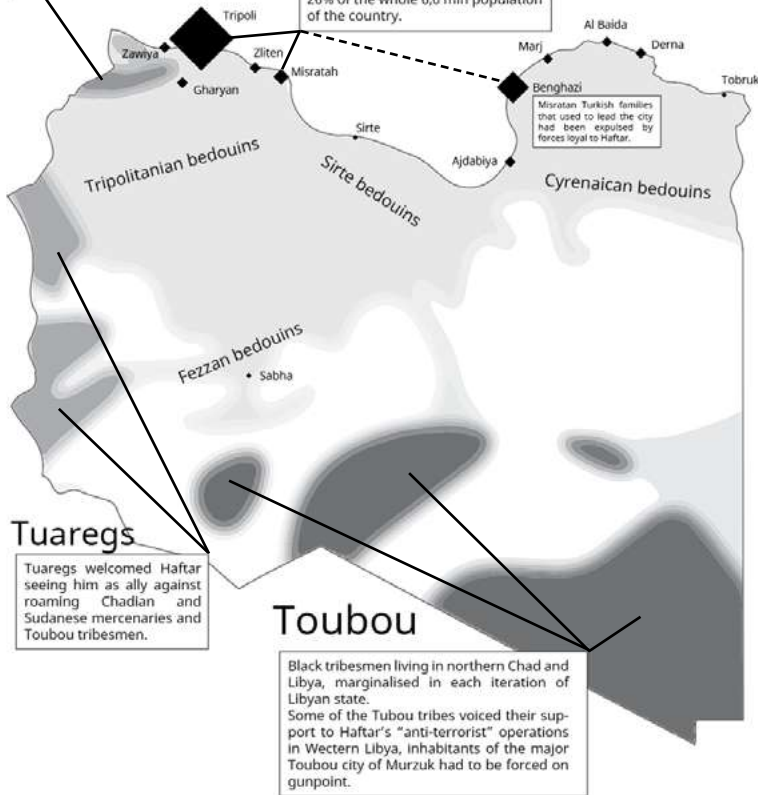 20% of the whole 6,6 mln population
of the country.
Tripoli
Zawiya
Zliten
Misratah
Gharyan
Al Baida
Marj
Derna
Tobruk
Benghazi
Misratan Turkish families
that used to lead the city
had been expulsed by
forces loyal to Haftar.
Sirte
Ajdabiya
Tripolitanian bedouins
Sirte bedouins
Cyrenaican bedouins
Fezzan bedouins
Sabha
Tuaregs
Tuaregs welcomed Haftar
seeing him as ally against
roaming Chadian and
Sudanese mercenaries and
Toubou tribesmen.
Toubou
Black tribesmen living in northern Chad and
Libya, marginalised in each iteration of
Libyan state.
Some of the Tubou tribes voiced their sup-
port to Haftar's “anti-terrorist” operations
in Wectern Libya, inhabitants of the major
Toubou city of Murzuk had to be forced on
gunpoint.